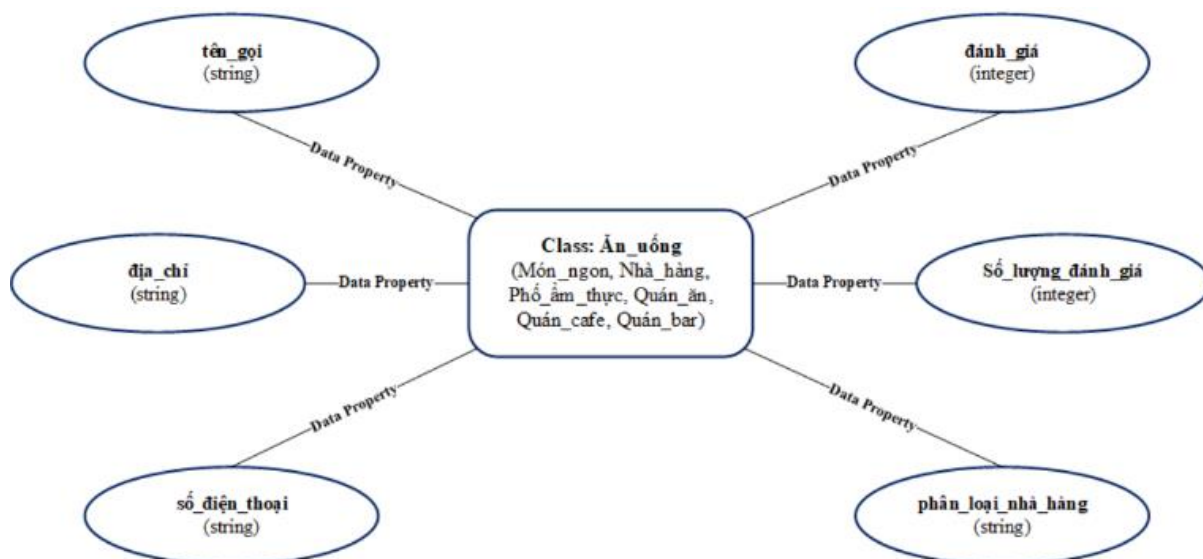 tên_gọi
(string)
đánh_giá
(integer)
Data Property
Data Property
Class: Ăn_uống
(Món_ngon, Nhà_hàng,
Phố_ẩm_thực, Quán_ăn,
Quán_cafe, Quán_bar)
địa_chỉ
(string)
Data Property
Data Property
Số_lượng_đánh_giá
(integer)
Data Property
Data Property
số_điện_thoại
(string)
phân_loại_nhà_hàng
(string)